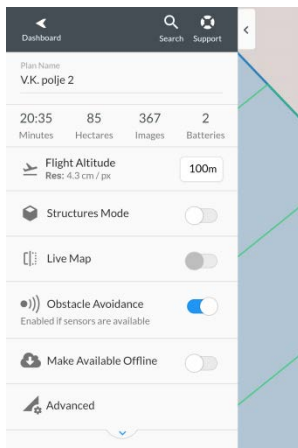 Dashboard
Search
Support
Plan Name
V.K. polje 2
20:35
85
367
2
Minutes
Hectares
Images
Batteries
Flight Altitude
Res: 4.3 cm / px
100m
Structures Mode
Live Map
Obstacle Avoidance
Enabled if sensors are available
Make Available Offline
Advanced